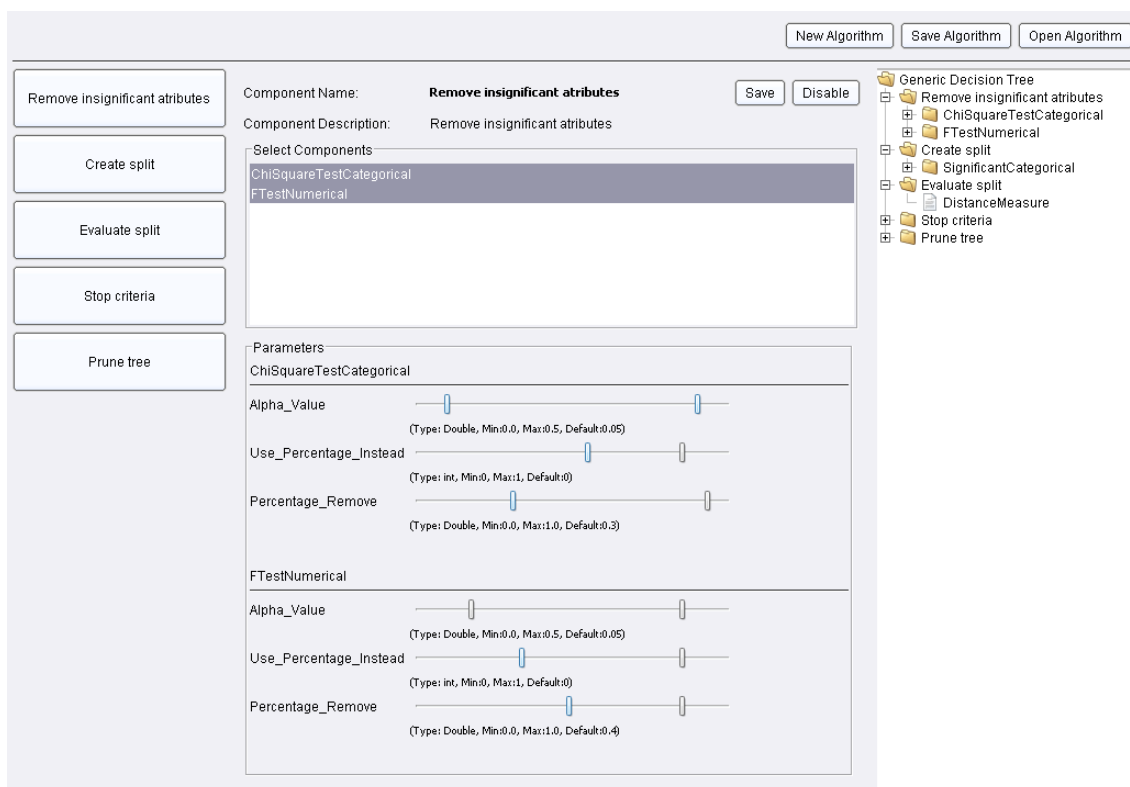 New Algorithm
Save Algorithm
Open Algorithm
Remove insignificant atributes
Create split
Evaluate split
Stop criteria
Prune tree
Component Name:
Remove insignificant atributes
Save
Disable
Component Description:
Remove insignificant atributes
Select Components
ChiSquareTestCategorical
FTestNumerical
Parameters
ChiSquareTestCategorical
Alpha_Value
(Type: Double, Min:0.0, Max:0.5, Default:0.05)
Use_Percentage_Instead
(Type: int, Min:0, Max:1, Default:0)
Percentage_Remove
(Type: Double, Min:0.0, Max:1.0, Default:0.3)
FTestNumerical
Alpha_Value
(Type: Double, Min:0.0, Max:0.5, Default:0.05)
Use_Percentage_Instead
(Type: int, Min:0, Max:1, Default:0)
Percentage_Remove
(Type: Double, Min:0.0, Max:1.0, Default:0.4)
Generic Decision Tree
Remove insignificant atributes
ChiSquareTestCategorical
FTestNumerical
Create split
SignificantCategorical
Evaluate split
DistanceMeasure
Stop criteria
Prune tree